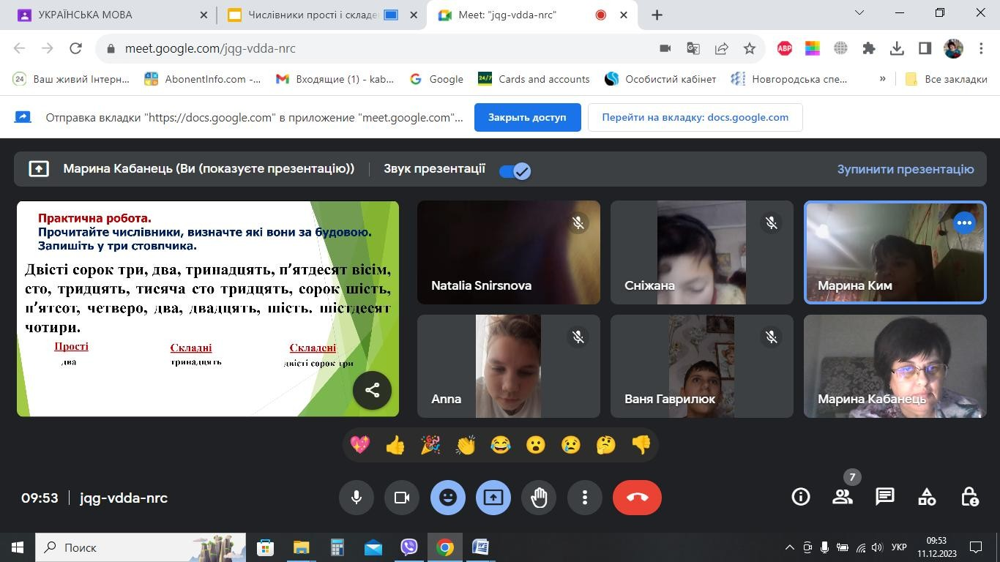 УКРАЇНСЬКА МОВА
Числівники прості і складе
Meet: "jqg-vdda-nrc"
meet.google.com/jqg-vdda-nrc
ABP
24
Ваш живий Інтерн...
AbonentInfo.com -...
Входящие (1) - kab...
Google
24/7
Cards and accounts
Особистий кабінет
Новгородська спе...
»
Все закладки
Отправка вкладки "https://docs.google.com" в приложение "meet.google.com"...
Закрыть доступ
Перейти на вкладку: docs.google.com
Марина Кабанець (Ви (показуєте презентацію))
Звук презентації
Зупинити презентацію
Практична робота.
Прочитайте числівники, визначте які вони за будовою.
Запишіть у три стовпчика.
Двісті сорок три, два, тринадцять, п’ятдесят вісім,
сто, тридцять, тисяча сто тридцять, сорок шість,
п’ятсот, четверо, два, двадцять, шість. шістдесят
чотири.
Прості Складні Складені
два тринадцять двісті сорок три
Natalia Snirsnova
Сніжана
Марина Ким
Anna
Ваня Гаврилюк
Марина Кабанець
09:53 | jqg-vdda-nrc
7
Поиск
УКР
09:53
11.12.2023